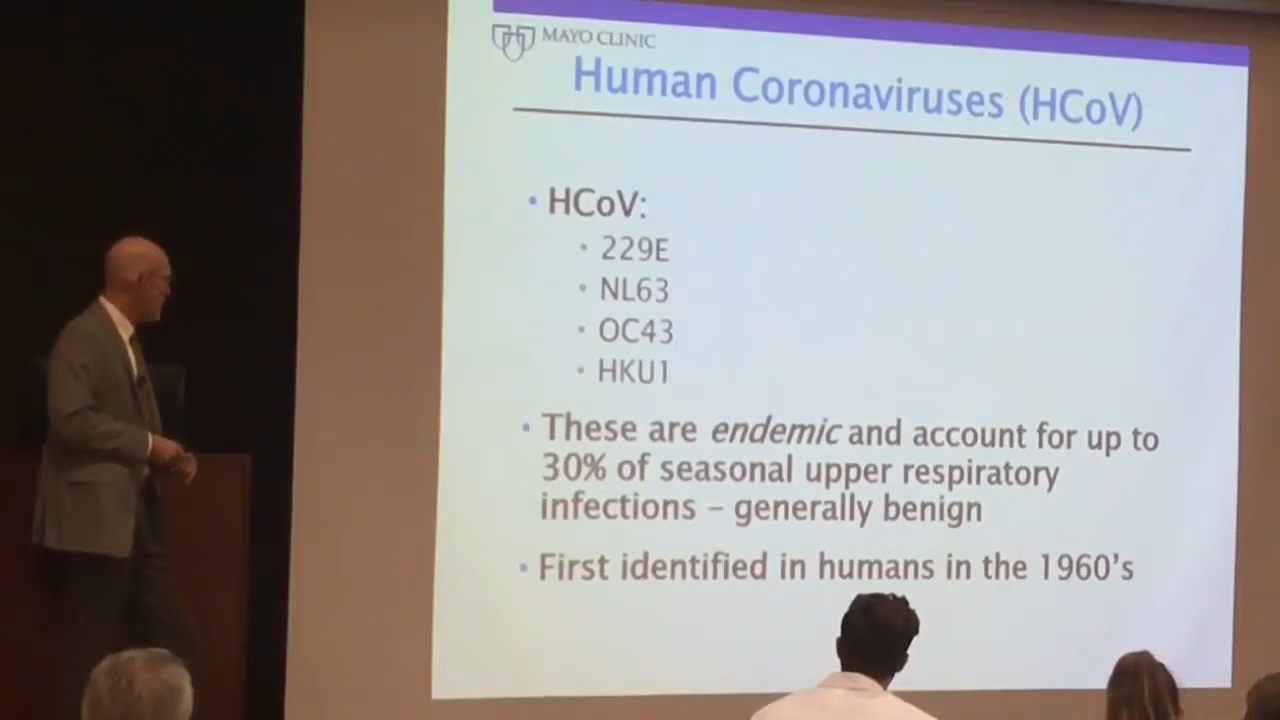 MAYO CLINIC
Human Coronaviruses (HCoV)
• HCoV:
• 229E
• NL63
• OC43
• HKU1
• These are endemic and account for up to
30% of seasonal upper respiratory
infections – generally benign
• First identified in humans in the 1960's